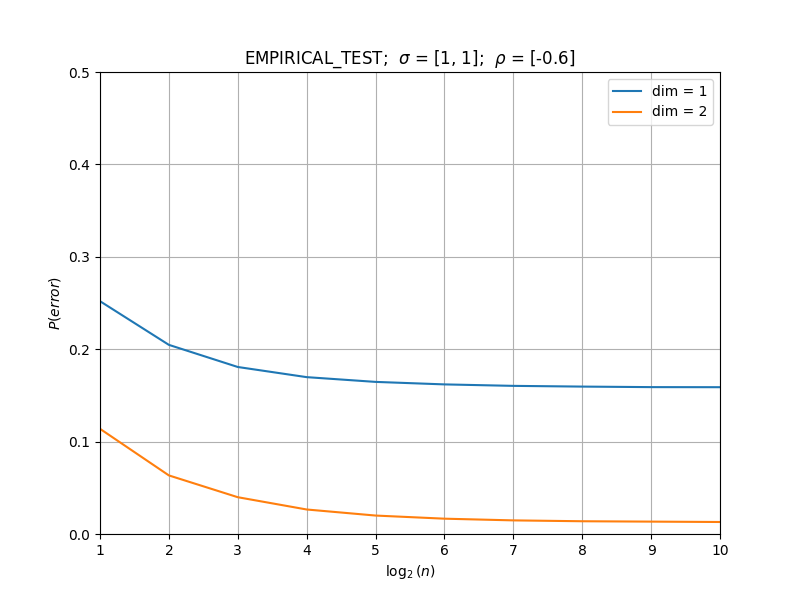 EMPIRICAL_TEST; σ = [1, 1]; ρ = [-0.6]
dim = 1
dim = 2
P(error)
0.5
0.4
0.3
0.2
0.1
0.0
1 2 3 4 5 6 7 8 9 10
log₂(n)